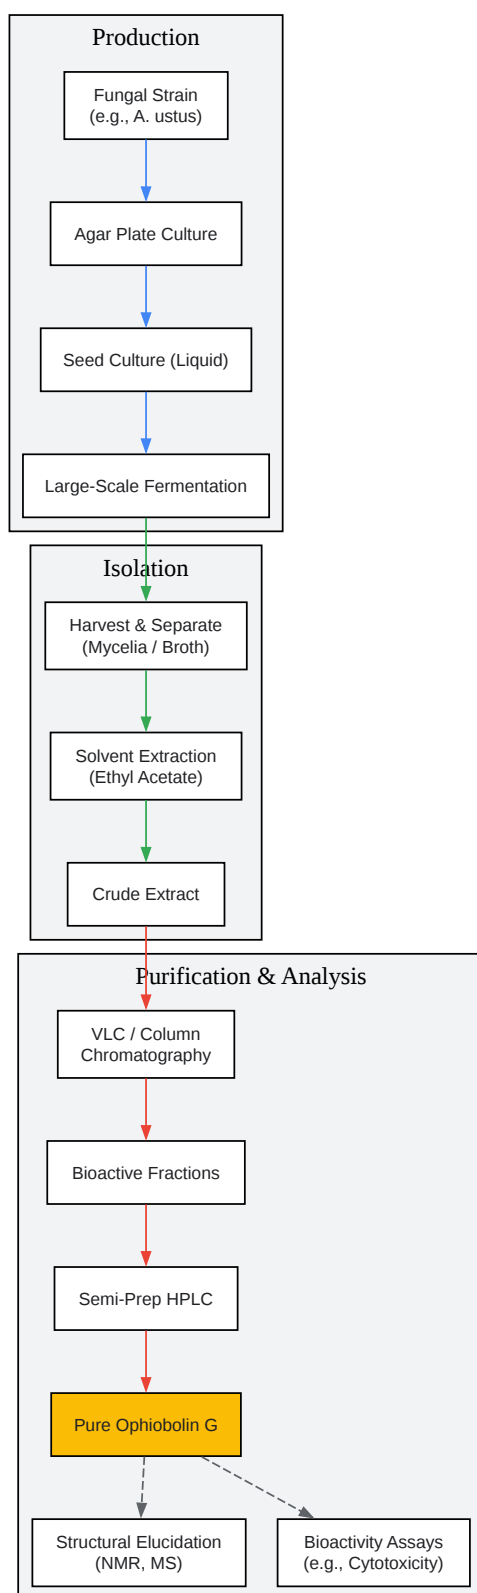 Production
Fungal Strain
(e.g., A. ustus)
Agar Plate Culture
Seed Culture (Liquid)
Large-Scale Fermentation
Isolation
Harvest & Separate
(Mycelia / Broth)
Solvent Extraction
(Ethyl Acetate)
Crude Extract
Purification & Analysis
VLC / Column
Chromatography
Bioactive Fractions
Semi-Prep HPLC
Pure Ophiobolin G
Structural Elucidation
(NMR, MS)
Bioactivity Assays
(e.g., Cytotoxicity)